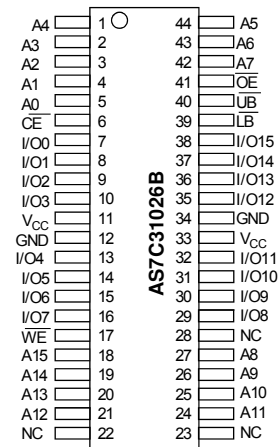 A4 1 44 A5
A3 2 43 A6
A2 3 42 A7
A1 4 41 OE
A0 5 40 UB
CE 6 39 LB
I/O0 7 38 I/O15
I/O1 8 37 I/O14
I/O2 9 36 I/O13
I/O3 10 35 I/O12
VCC 11 34 GND
GND 12 33 VCC
I/O4 13 32 I/O11
I/O5 14 31 I/O10
I/O6 15 30 I/O9
I/O7 16 29 I/O8
WE 17 28 NC
A15 18 27 A8
A14 19 26 A9
A13 20 25 A10
A12 21 24 A11
NC 22 23 NC
AS7C31026B